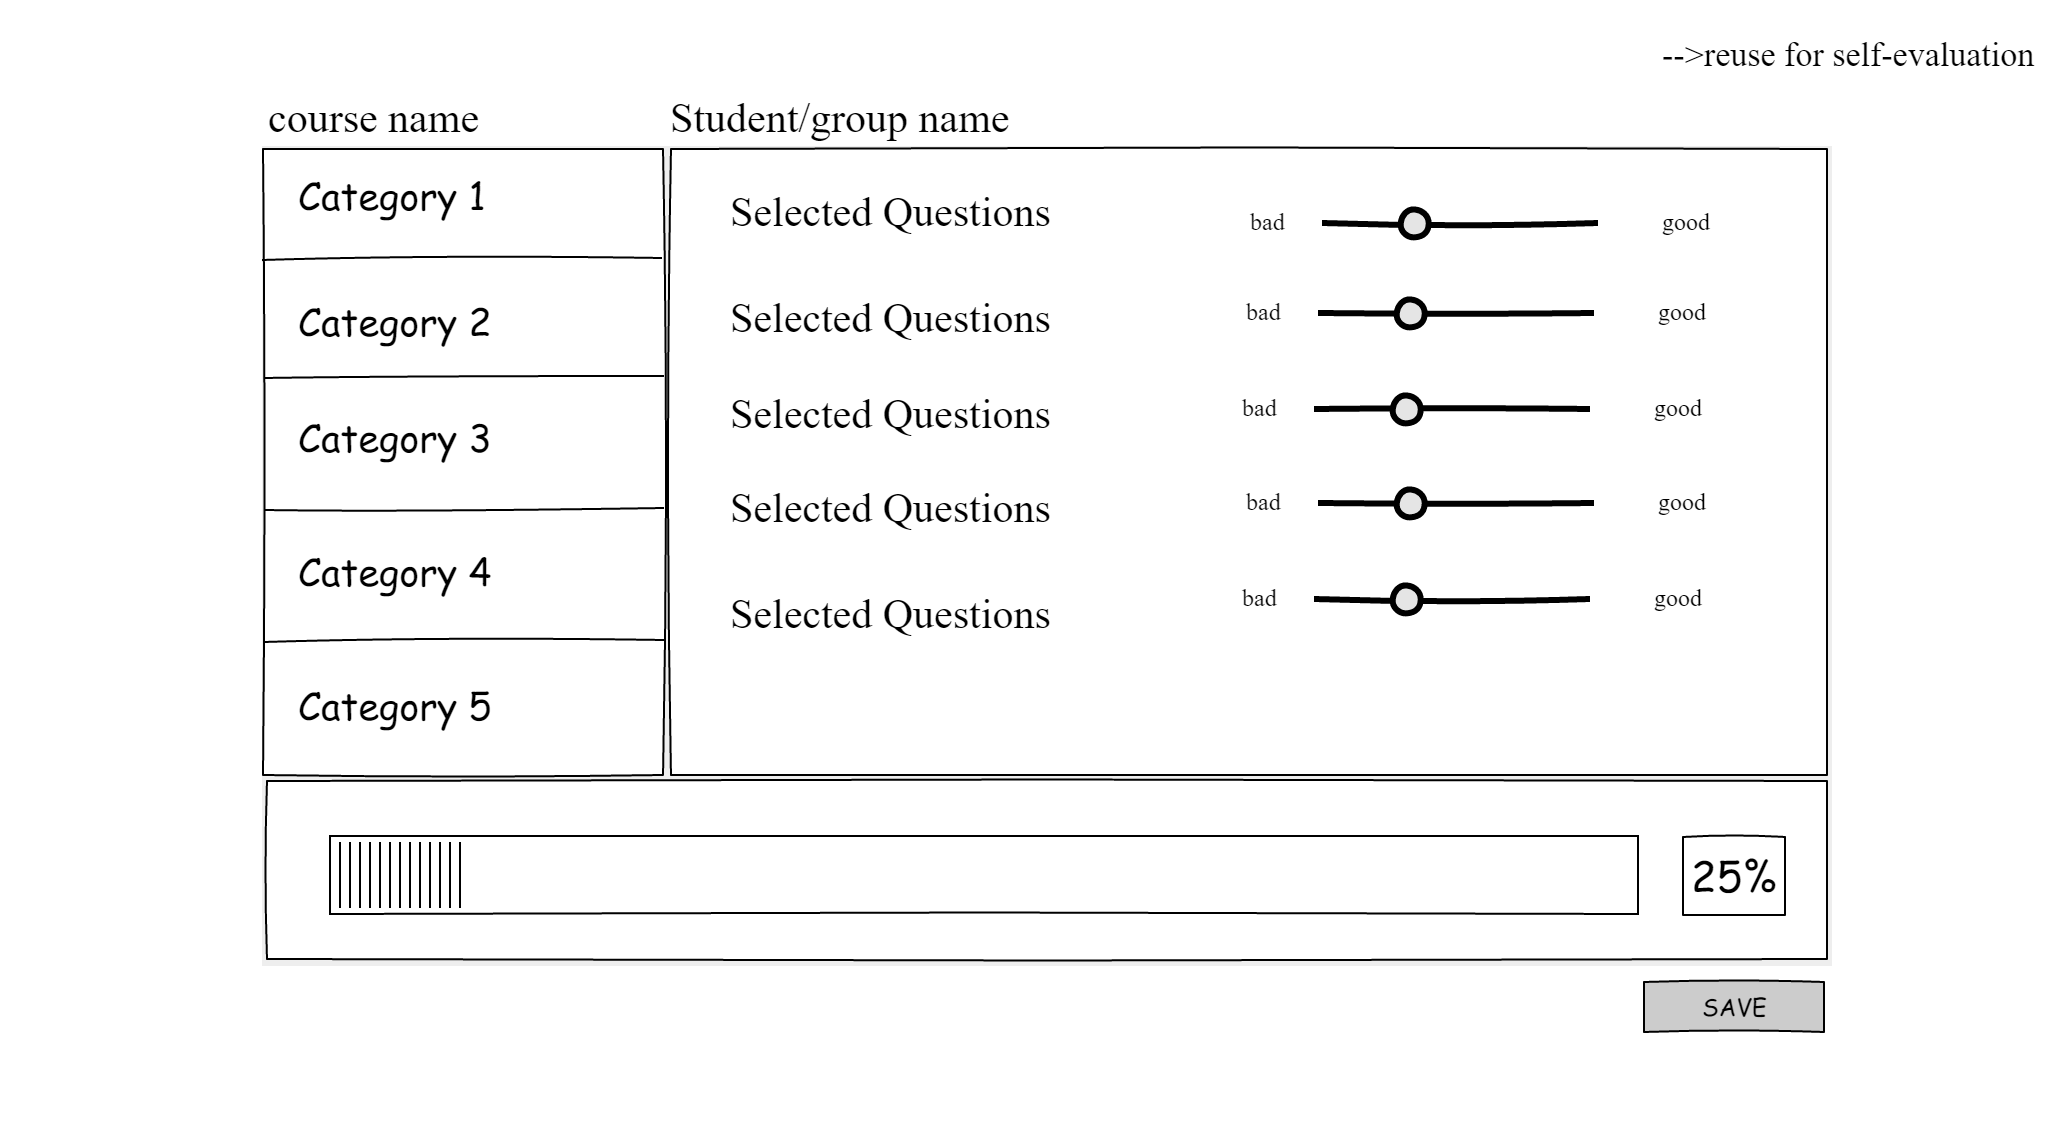 -->reuse for self-evaluation
course name
Student/group name
Category 1
Category 2
Category 3
Category 4
Category 5
Selected Questions bad good
Selected Questions bad good
Selected Questions bad good
Selected Questions bad good
Selected Questions bad good
25%
SAVE